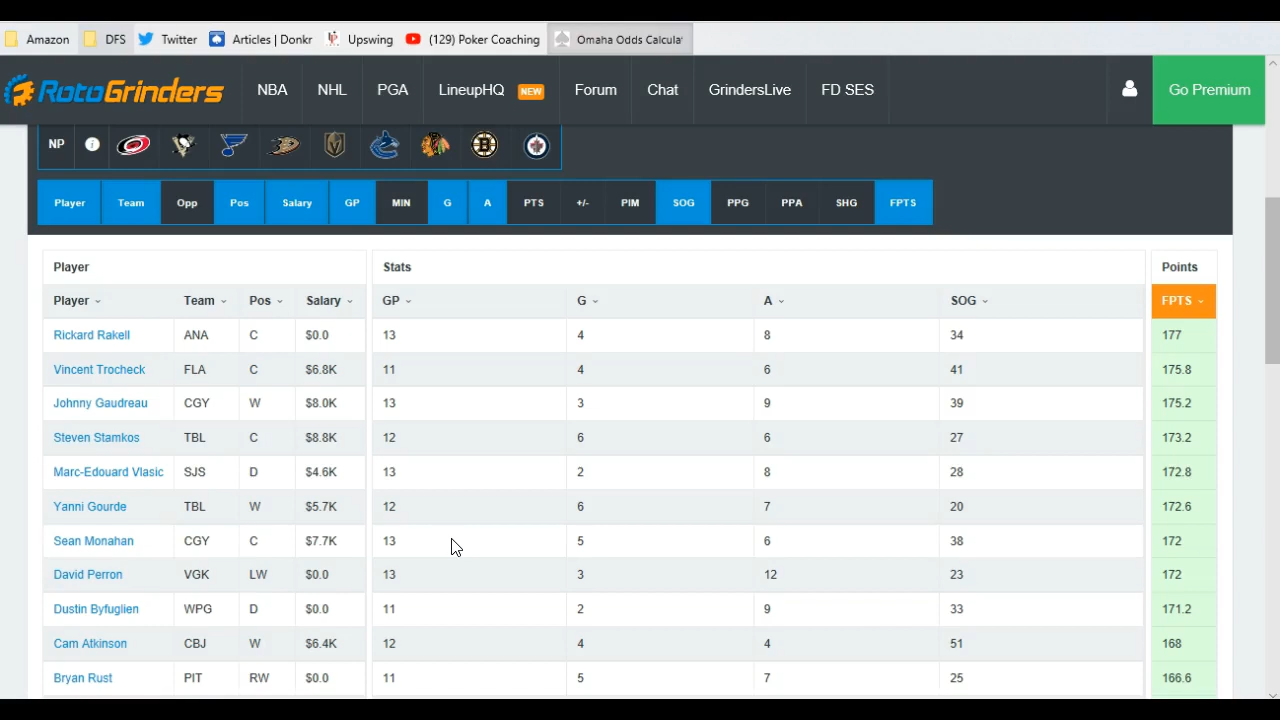 Amazon DFS Twitter Articles | Donkr Upswing (129) Poker Coaching Omaha Odds Calcula
RotoGrinders NBA NHL PGA LineupHQ NEW Forum Chat GrindersLive FD SES Go Premium
NP
Player Team Opp Pos Salary GP MIN G A PTS +/- PIM SOG PPG PPA SHG FPTS
Player Stats Points
Player Team Pos Salary GP G A SOG FPTS
Rickard Rakell ANA C $0.0 13 4 8 34 177
Vincent Trocheck FLA C $6.8K 11 4 6 41 175.8
Johnny Gaudreau CGY W $8.0K 13 3 9 39 175.2
Steven Stamkos TBL C $8.8K 12 6 6 27 173.2
Marc-Edouard Vlasic SJS D $4.6K 13 2 8 28 172.8
Yanni Gourde TBL W $5.7K 12 6 7 20 172.6
Sean Monahan CGY C $7.7K 13 5 6 38 172
David Perron VGK LW $0.0 13 3 12 23 172
Dustin Byfuglien WPG D $0.0 11 2 9 33 171.2
Cam Atkinson CBJ W $6.4K 12 4 4 51 168
Bryan Rust PIT RW $0.0 11 5 7 25 166.6